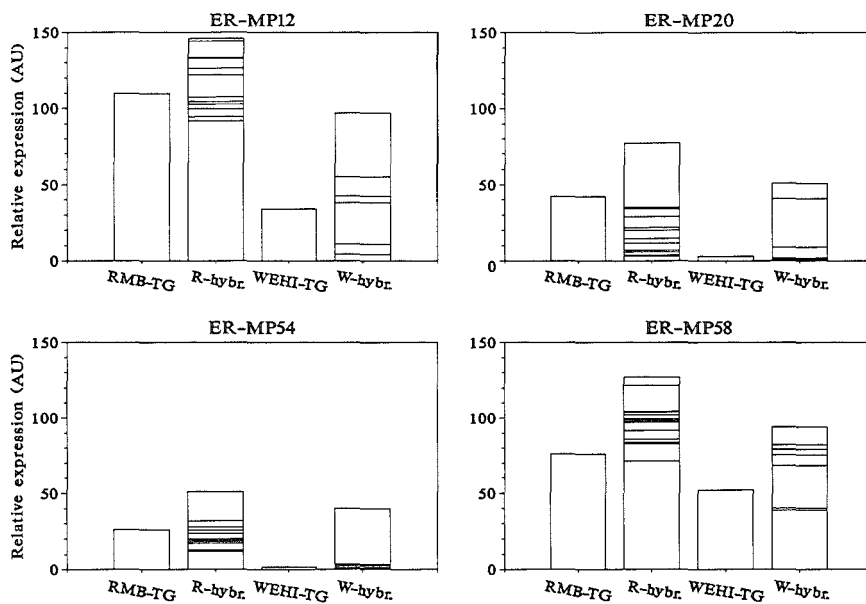 ER-MP12
Relative expression (AU)
150
100
50
0
RMB-TG
R-hybr.
WEHI-TG
W-hybr.
ER-MP20
150
100
50
0
RMB-TG
R-hybr.
WEHI-TG
W-hybr.
ER-MP54
Relative expression (AU)
150
100
50
0
RMB-TG
R-hybr.
WEHI-TG
W-hybr.
ER-MP58
150
100
50
0
RMB-TG
R-hybr.
WEHI-TG
W-hybr.